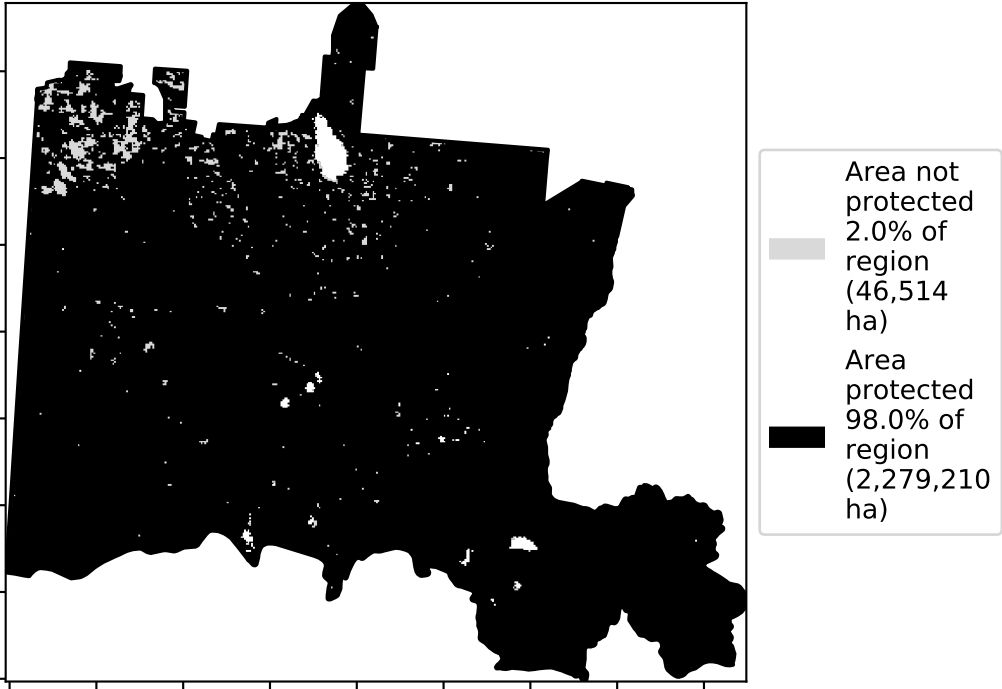 Area not
protected
2.0% of
region
(46,514
ha)
Area
protected
98.0% of
region
(2,279,210
ha)